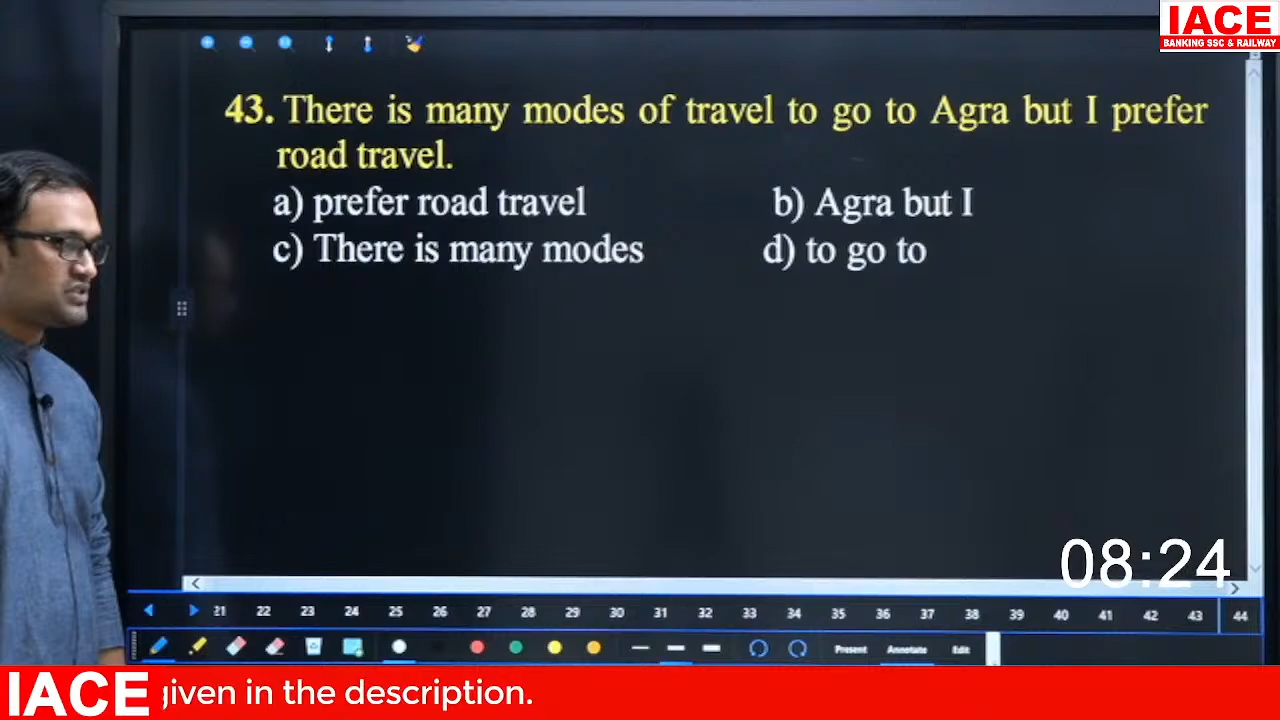 IACE
BANKING SSC & RAILWAY
43. There is many modes of travel to go to Agra but I prefer
road travel.
a) prefer road travel
b) Agra but I
c) There is many modes
d) to go to
08:24
21 22 23 24 25 26 27 28 29 30 31 32 33 34 35 36 37 38 39 40 41 42 43 44
Present Annotate Edit
IACE given in the description.